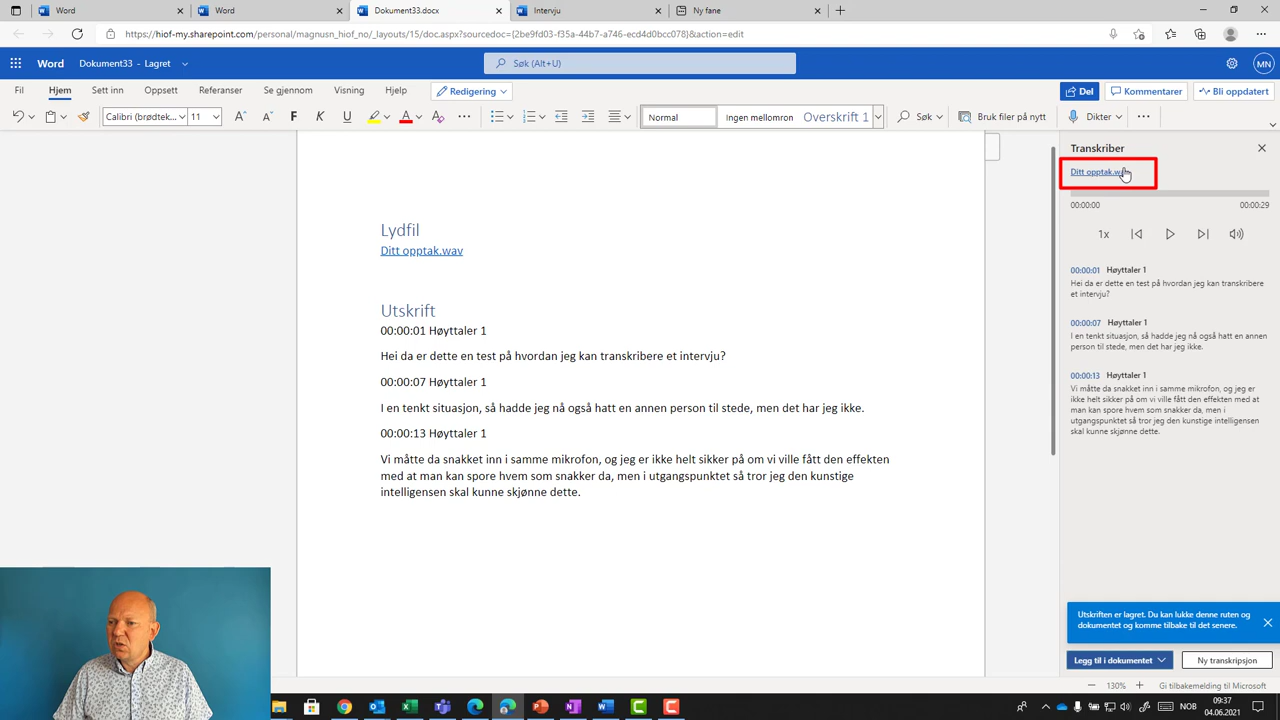 Word
Word
Dokument33.docx
Intervju
Ny fane
https://hiof-my.sharepoint.com/personal/magnusn_hiof_no/_layouts/15/doc.aspx?sourcedoc={2be9fd03-f35a-44b7-a746-ecd4d0bcc078}&action=edit
Word
Dokument33 - Lagret
Søk (Alt+U)
MN
Fil
Hjem
Sett inn
Oppsett
Referanser
Se gjennom
Visning
Hjelp
Redigering
Del
Kommentarer
Bli oppdatert
Calibri (brødtek...
11
F
K
U
Normal
Ingen mellomrom
Overskrift 1
Søk
Bruk filer på nytt
Dikter
Lydfil
Ditt opptak.wav
Utskrift
00:00:01 Høyttaler 1
Hei da er dette en test på hvordan jeg kan transkribere et intervju?
00:00:07 Høyttaler 1
I en tenkt situasjon, så hadde jeg nå også hatt en annen person til stede, men det har jeg ikke.
00:00:13 Høyttaler 1
Vi måtte da snakket inn i samme mikrofon, og jeg er ikke helt sikker på om vi ville fått den effekten
med at man kan spore hvem som snakker da, men i utgangspunktet så tror jeg den kunstige
intelligensen skal kunne skjønne dette.
Transkriber
Ditt opptak.wav
00:00:00
00:00:29
1x
00:00:01 Høyttaler 1
Hei da er dette en test på hvordan jeg kan transkribere
et intervju?
00:00:07 Høyttaler 1
I en tenkt situasjon, så hadde jeg nå også hatt en annen
person til stede, men det har jeg ikke.
00:00:13 Høyttaler 1
Vi måtte da snakket inn i samme mikrofon, og jeg er
ikke helt sikker på om vi ville fått den effekten med at
man kan spore hvem som snakker da, men i
utgangspunktet så tror jeg den kunstige intelligensen
skal kunne skjønne dette.
Utskriften er lagret. Du kan lukke denne ruten og
dokumentet og komme tilbake til det senere.
Legg til i dokumentet
Ny transkripsjon
130%
Gi tilbakemelding til Microsoft
NOB
09:37
04.06.2021